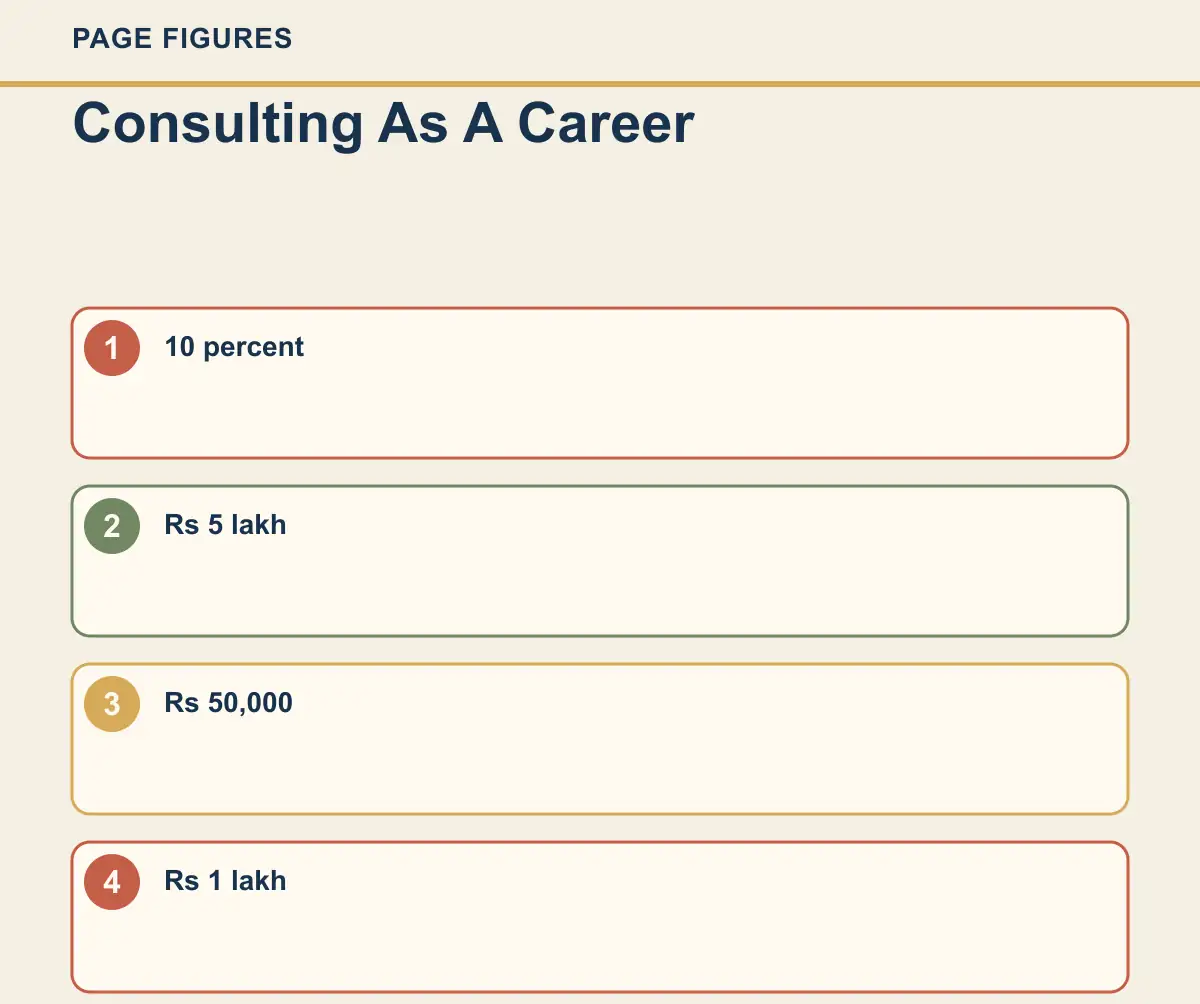 PAGE FIGURES
Consulting As A Career
1 10 percent
2 Rs 5 lakh
3 Rs 50,000
4 Rs 1 lakh